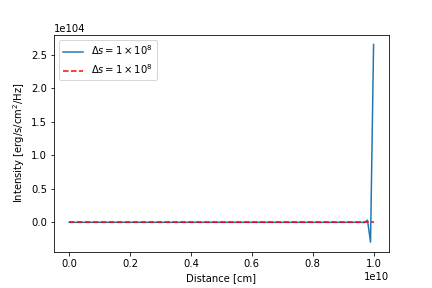 1e104
Δs = 1 × 10⁸
Δs = 1 × 10⁸
2.5
2.0
1.5
1.0
0.5
0.0
Intensity [erg/s/cm²/Hz]
0.0 0.2 0.4 0.6 0.8 1.0
1e10
Distance [cm]